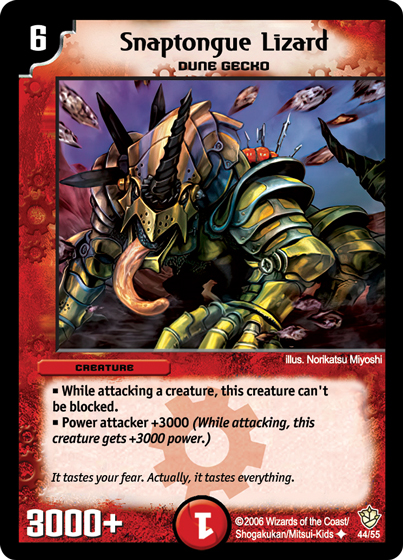 6
Snaptongue Lizard
DUNE GECKO
illus. Norikatsu Miyoshi
CREATURE
▪ While attacking a creature, this creature can't
be blocked.
▪ Power attacker +3000 (While attacking, this
creature gets +3000 power.)
It tastes your fear. Actually, it tastes everything.
3000+
1
©2006 Wizards of the Coast/
Shogakukan/Mitsui-Kids ✦ 44/55